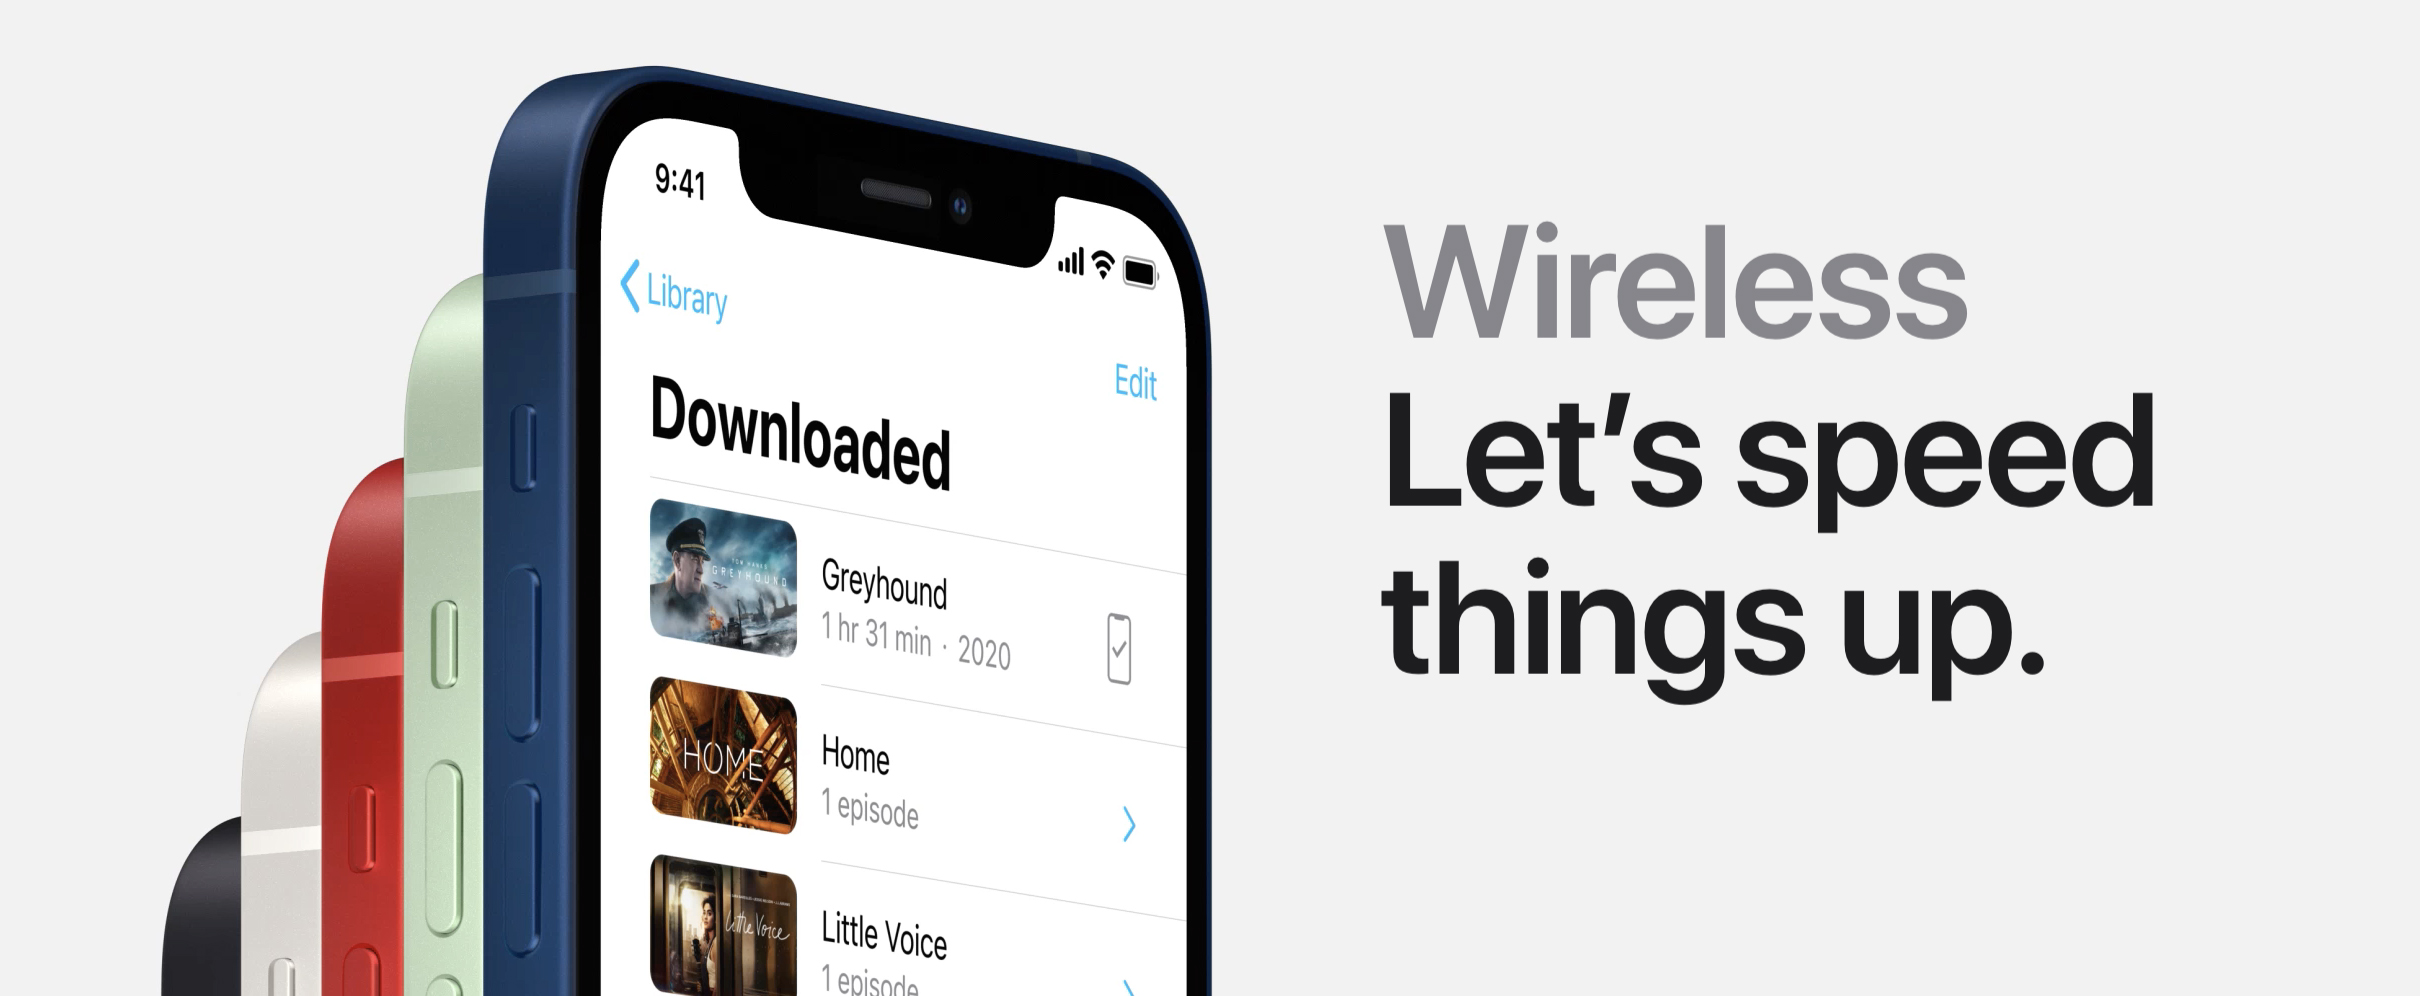 9:41
Library
Edit
Downloaded
TOM HANKS
GREYHOUND
Greyhound
1 hr 31 min · 2020
HOME
Home
1 episode
Little Voice
Little Voice
1 episode
Wireless
Let’s speed
things up.